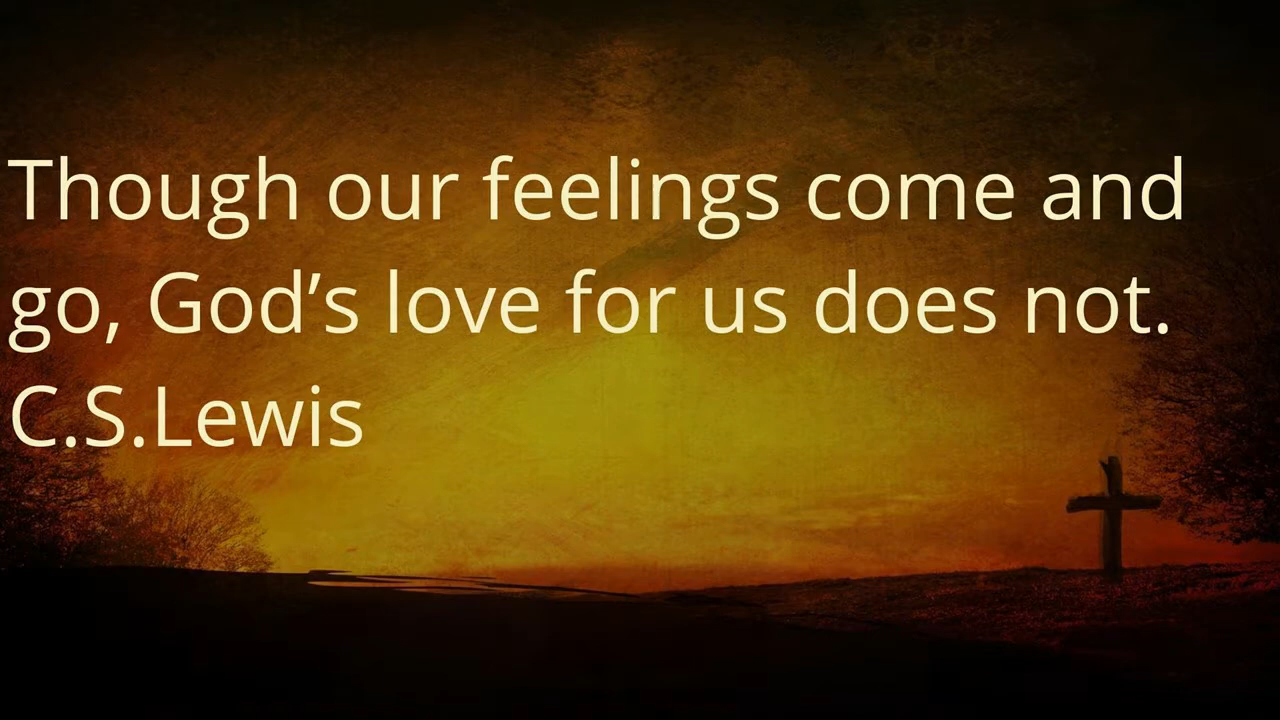 Though our feelings come and
go, God’s love for us does not.
C.S.Lewis